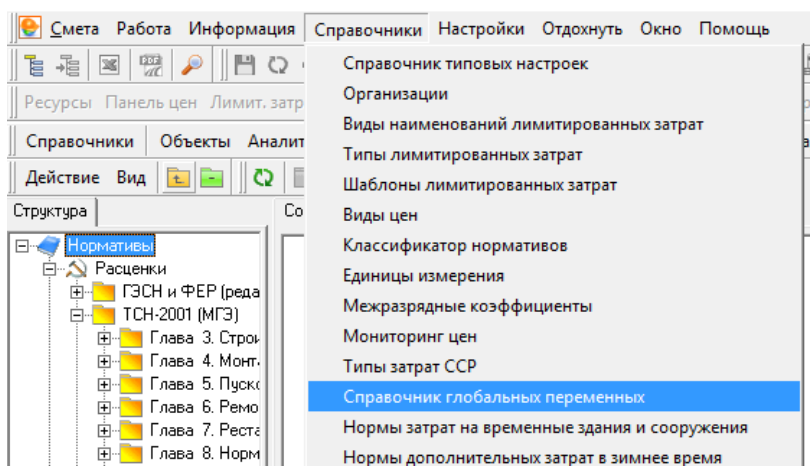 Смета Работа Информация Справочники Настройки Отдохнуть Окно Помощь
Ресурсы Панель цен Лимит. затр
Справочники Объекты Аналит
Действие Вид
Структура Со
Нормативы
Расценки
ГЭСН и ФЕР (реда
ТСН-2001 (МГЭ)
Глава 3. Строи
Глава 4. Монт
Глава 5. Пуско
Глава 6. Ремо
Глава 7. Реста
Глава 8. Норм
Справочник типовых настроек
Организации
Виды наименований лимитированных затрат
Типы лимитированных затрат
Шаблоны лимитированных затрат
Виды цен
Классификатор нормативов
Единицы измерения
Межразрядные коэффициенты
Мониторинг цен
Типы затрат ССР
Справочник глобальных переменных
Нормы затрат на временные здания и сооружения
Нормы дополнительных затрат в зимнее время